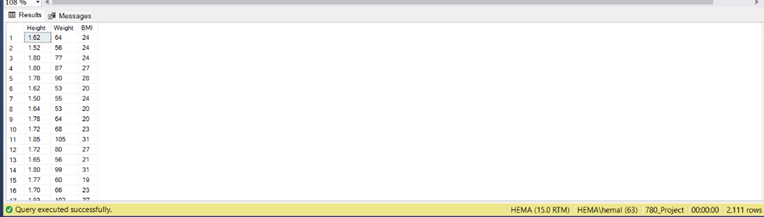 108 %
Results Messages
Height Weight BMI
1 1.62 64 24
2 1.52 56 24
3 1.80 77 24
4 1.80 87 27
5 1.78 90 28
6 1.62 53 20
7 1.50 55 24
8 1.64 53 20
9 1.78 64 20
10 1.72 68 23
11 1.85 105 31
12 1.72 80 27
13 1.65 56 21
14 1.80 99 31
15 1.77 60 19
16 1.70 66 23
17 1.93 102 27
Query executed successfully. HEMA (15.0 RTM) HEMA\hemal (63) 780_Project 00:00:00 2,111 rows